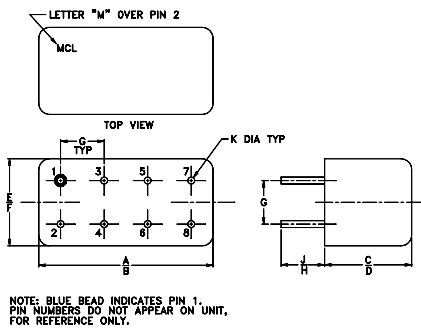 LETTER "M" OVER PIN 2
MCL
TOP VIEW
G
TYP
K DIA TYP
1 3 5 7
E
F
2 4 6 8
A
B
G
J
H
C
D
NOTE: BLUE BEAD INDICATES PIN 1.
PIN NUMBERS DO NOT APPEAR ON UNIT,
FOR REFERENCE ONLY.